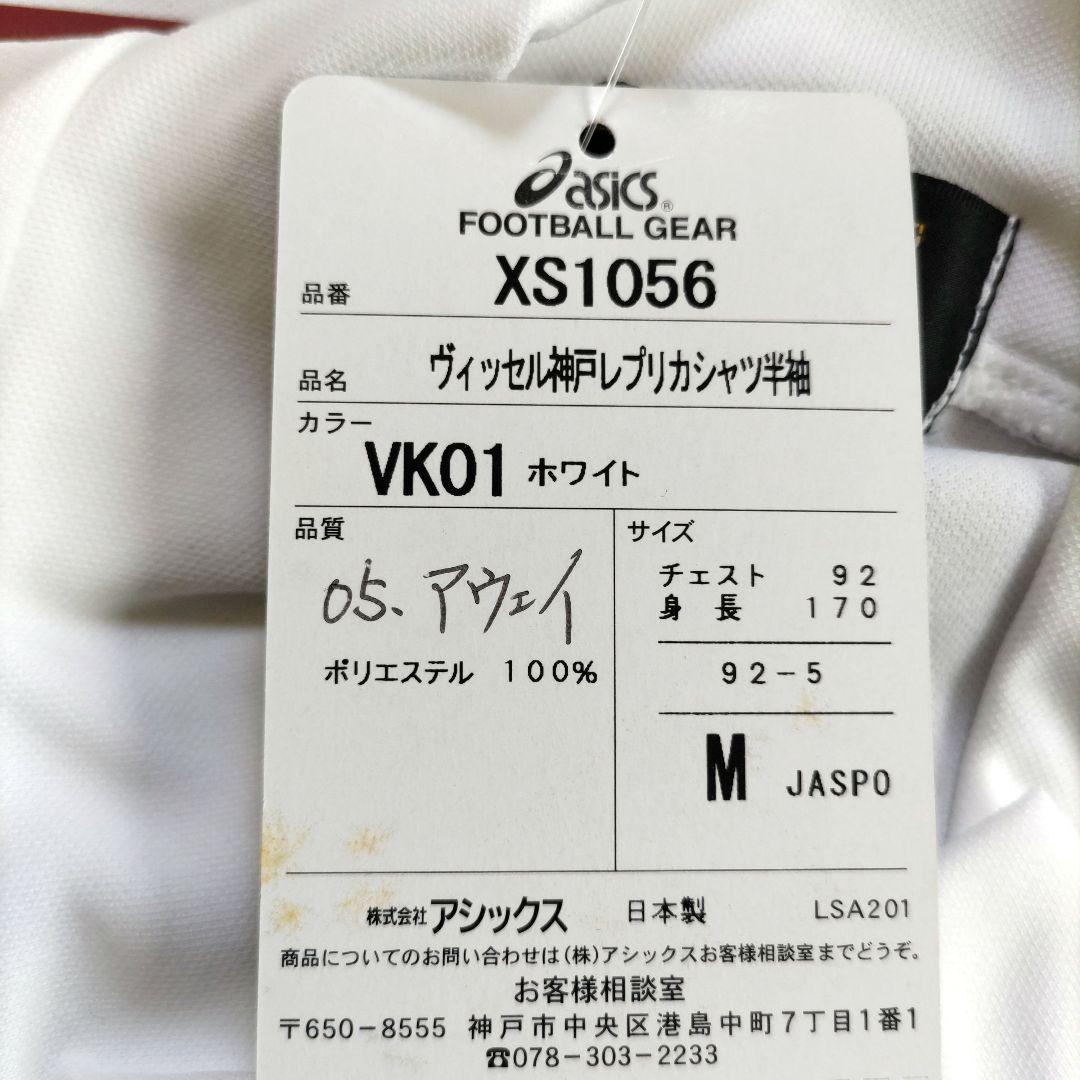 asics®
FOOTBALL GEAR
品番 XS1056
品名 ヴィッセル神戸レプリカシャツ半袖
カラー
VK01 ホワイト
品質
05.アウェイ
ポリエステル 100%
サイズ
チェスト 92
身長 170
92-5
M JASPO
株式会社アシックス 日本製 LSA201
商品についてのお問い合わせは(株)アシックスお客様相談室までどうぞ。
お客様相談室
〒650-8555 神戸市中央区港島中町7丁目1番1
☎078-303-2233